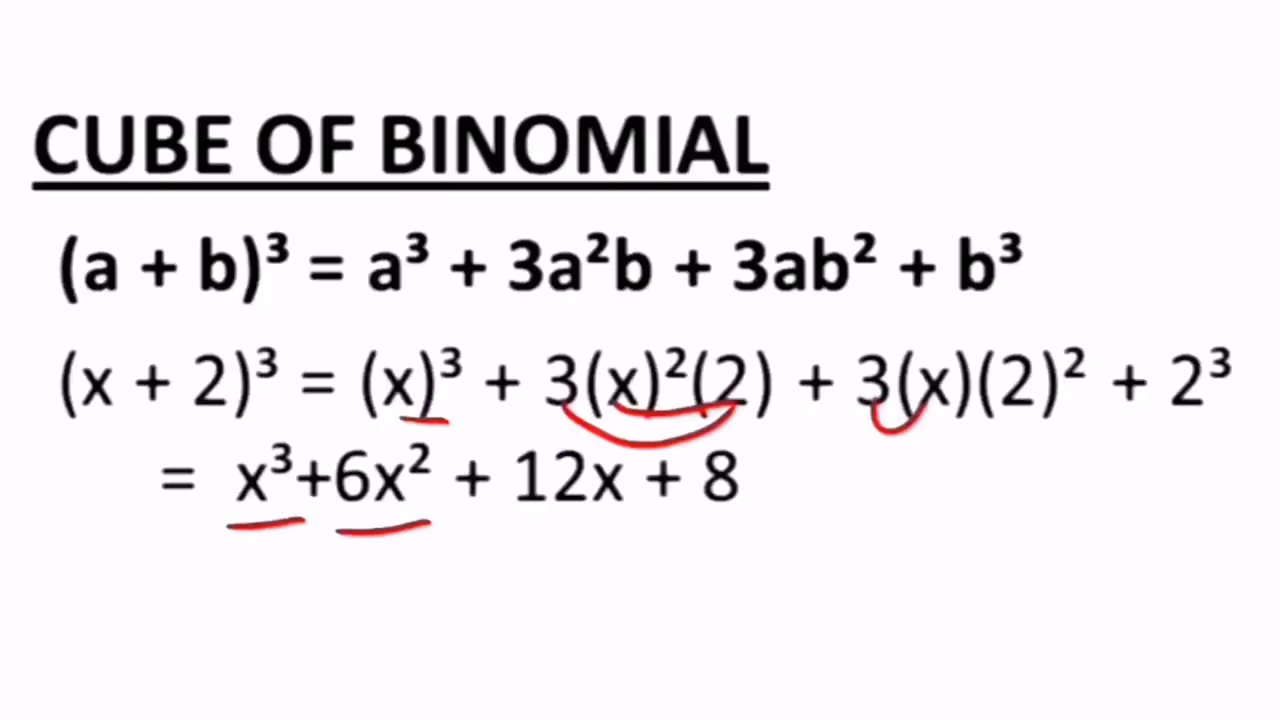 CUBE OF BINOMIAL
(a + b)³ = a³ + 3a²b + 3ab² + b³
(x + 2)³ = (x)³ + 3(x)²(2) + 3(x)(2)² + 2³
= x³+6x² + 12x + 8